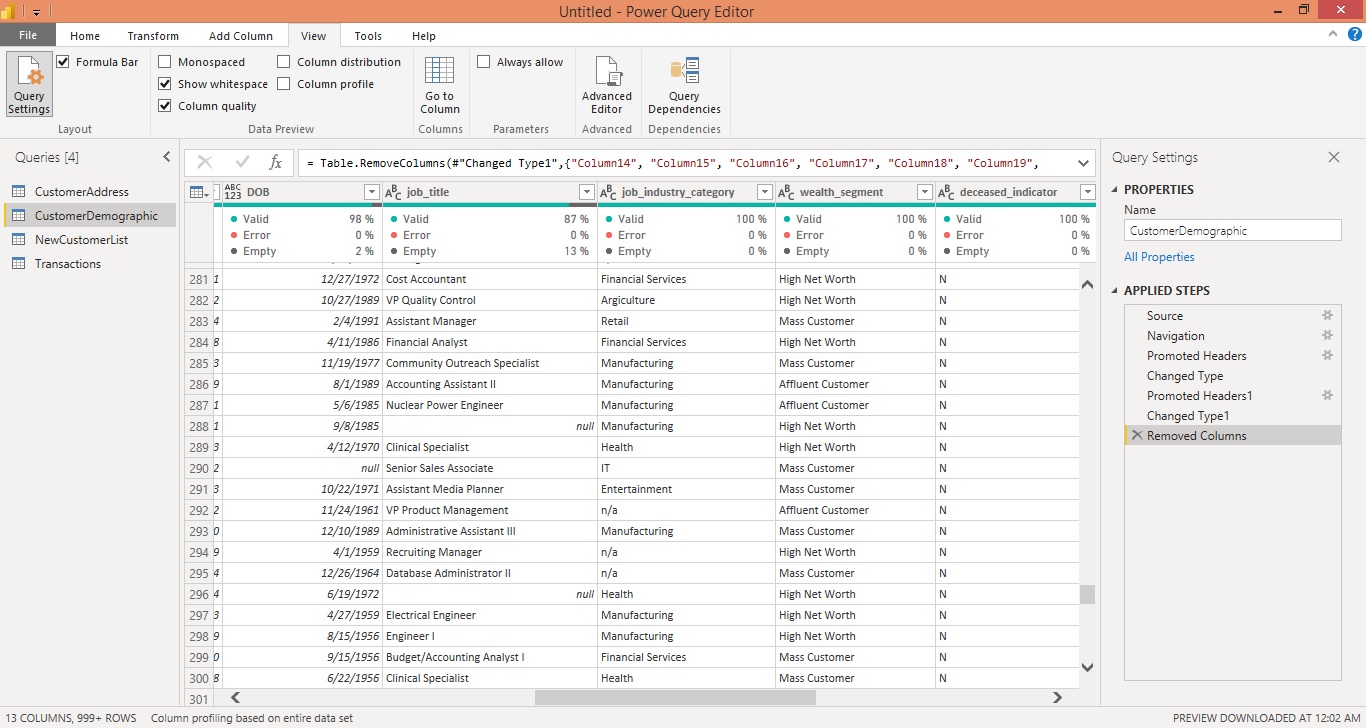 Untitled - Power Query Editor
File Home Transform Add Column View Tools Help
Query Settings
Formula Bar
Layout
Monospaced
Show whitespace
Column quality
Column distribution
Column profile
Data Preview
Go to Column
Columns
Always allow
Parameters
Advanced Editor
Advanced
Query Dependencies
Dependencies
Queries [4]
CustomerAddress
CustomerDemographic
NewCustomerList
Transactions
fx = Table.RemoveColumns(#"Changed Type1",{"Column14", "Column15", "Column16", "Column17", "Column18", "Column19",
ABC 123 DOB ABC job_title ABC job_industry_category ABC wealth_segment ABC deceased_indicator
Valid 98 % Valid 87 % Valid 100 % Valid 100 % Valid 100 %
Error 0 % Error 0 % Error 0 % Error 0 % Error 0 %
Empty 2 % Empty 13 % Empty 0 % Empty 0 % Empty 0 %
281 1 12/27/1972 Cost Accountant Financial Services High Net Worth N
282 2 10/27/1989 VP Quality Control Argiculture High Net Worth N
283 4 2/4/1991 Assistant Manager Retail Mass Customer N
284 8 4/11/1986 Financial Analyst Financial Services High Net Worth N
285 3 11/19/1977 Community Outreach Specialist Manufacturing Mass Customer N
286 9 8/1/1989 Accounting Assistant II Manufacturing Affluent Customer N
287 1 5/6/1985 Nuclear Power Engineer Manufacturing Affluent Customer N
288 1 9/8/1985 null Manufacturing High Net Worth N
289 3 4/12/1970 Clinical Specialist Health High Net Worth N
290 2 null Senior Sales Associate IT Mass Customer N
291 3 10/22/1971 Assistant Media Planner Entertainment Mass Customer N
292 2 11/24/1961 VP Product Management n/a Affluent Customer N
293 0 12/10/1989 Administrative Assistant III Manufacturing Mass Customer N
294 9 4/1/1959 Recruiting Manager n/a High Net Worth N
295 4 12/26/1964 Database Administrator II n/a Mass Customer N
296 4 6/19/1972 null Health High Net Worth N
297 3 4/27/1959 Electrical Engineer Manufacturing High Net Worth N
298 9 8/15/1956 Engineer I Manufacturing High Net Worth N
299 0 9/15/1956 Budget/Accounting Analyst I Financial Services Mass Customer N
300 8 6/22/1956 Clinical Specialist Health Mass Customer N
301
Query Settings
PROPERTIES
Name
CustomerDemographic
All Properties
APPLIED STEPS
Source
Navigation
Promoted Headers
Changed Type
Promoted Headers1
Changed Type1
Removed Columns
13 COLUMNS, 999+ ROWS Column profiling based on entire data set PREVIEW DOWNLOADED AT 12:02 AM